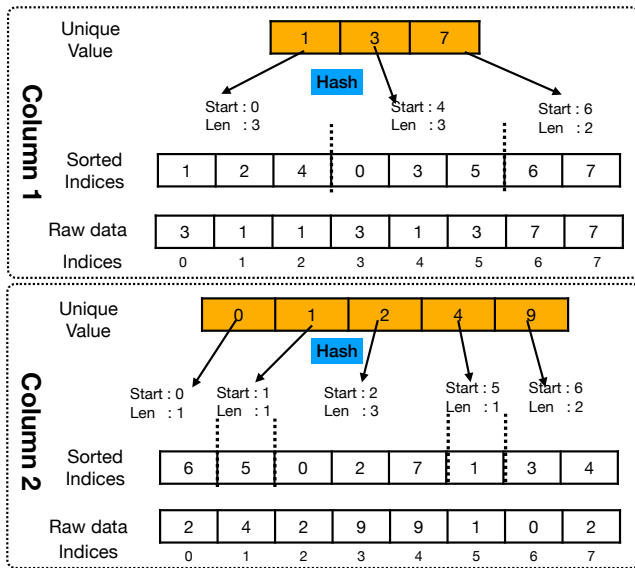 Column 1
Unique Value
1 3 7
Hash
Start : 0
Len : 3
Start : 4
Len : 3
Start : 6
Len : 2
Sorted Indices
1 2 4 0 3 5 6 7
Raw data
3 1 1 3 1 3 7 7
Indices
0 1 2 3 4 5 6 7
Column 2
Unique Value
0 1 2 4 9
Hash
Start : 0
Len : 1
Start : 1
Len : 1
Start : 2
Len : 3
Start : 5
Len : 1
Start : 6
Len : 2
Sorted Indices
6 5 0 2 7 1 3 4
Raw data
2 4 2 9 9 1 0 2
Indices
0 1 2 3 4 5 6 7